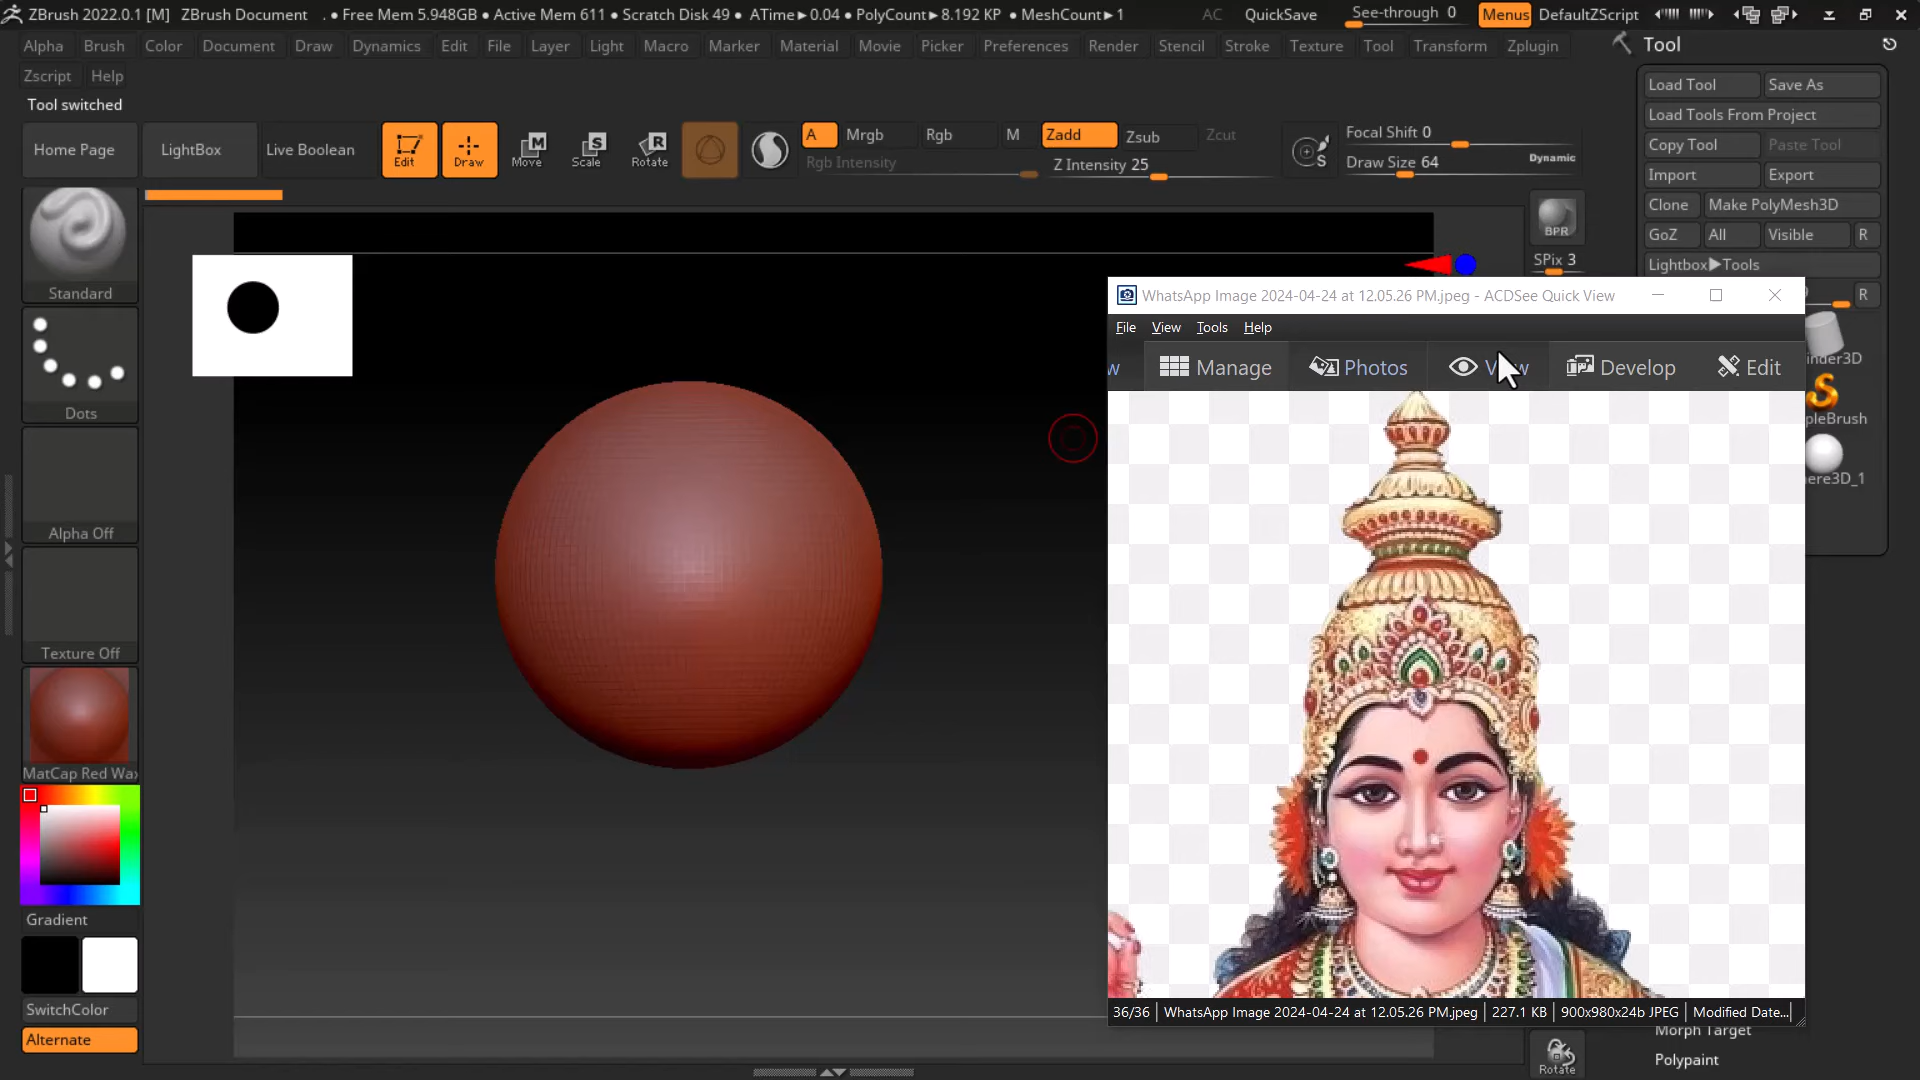 ZBrush 2022.0.1 [M] ZBrush Document . ● Free Mem 5.948GB ● Active Mem 611 ● Scratch Disk 49 ● ATime►0.04 ● PolyCount►8.192 KP ● MeshCount►1 AC QuickSave See-through 0 Menus DefaultZScript
Alpha Brush Color Document Draw Dynamics Edit File Layer Light Macro Marker Material Movie Picker Preferences Render Stencil Stroke Texture Tool Transform Zplugin
Zscript Help
Tool switched
Home Page LightBox Live Boolean Edit Draw Move Scale Rotate
A Mrgb Rgb M Zadd Zsub Zcut
Rgb Intensity Z Intensity 25
S Focal Shift 0
Draw Size 64 Dynamic
Standard
Dots
Alpha Off
Texture Off
MatCap Red Wax
Gradient
SwitchColor
Alternate
BPR
SPix 3
Rotate
Tool
Load Tool Save As
Load Tools From Project
Copy Tool Paste Tool
Import Export
Clone Make PolyMesh3D
GoZ All Visible R
Lightbox►Tools
R
inder3D
pleBrush
ere3D_1
Morph Target
Polypaint
WhatsApp Image 2024-04-24 at 12.05.26 PM.jpeg - ACDSee Quick View
File View Tools Help
w Manage Photos View Develop Edit
36/36 WhatsApp Image 2024-04-24 at 12.05.26 PM.jpeg 227.1 KB 900x980x24b JPEG Modified Date...